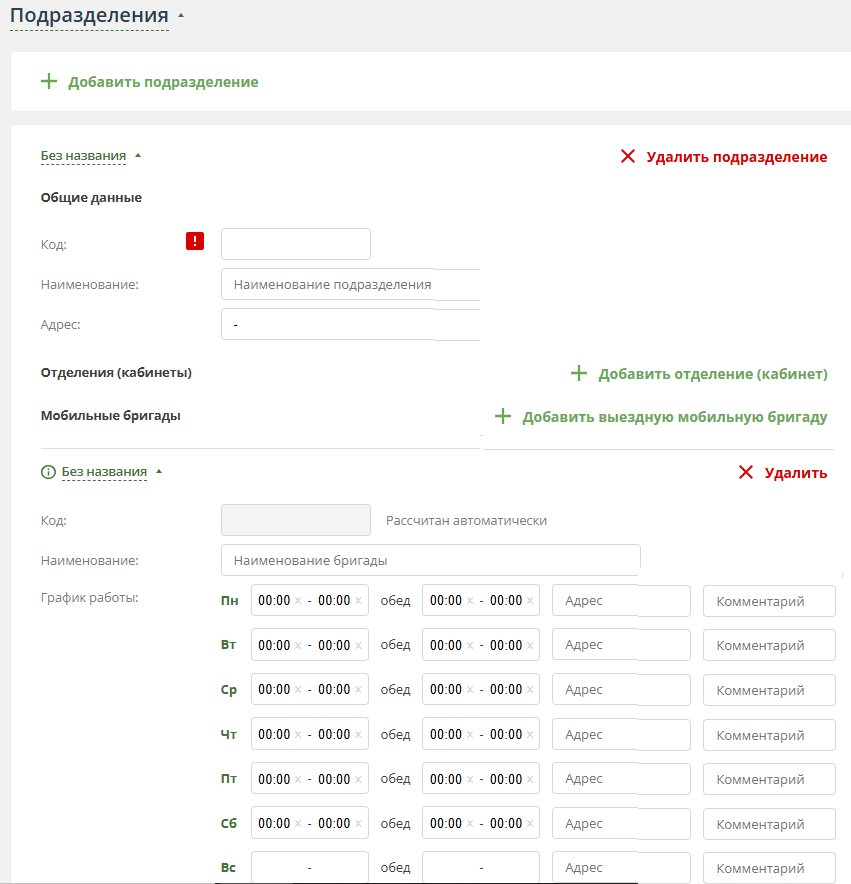 Подразделения
Добавить подразделение
Без названия
Удалить подразделение
Общие данные
Код:
!
Наименование: Наименование подразделения
Адрес: -
Отделения (кабинеты) Добавить отделение (кабинет)
Мобильные бригады Добавить выездную мобильную бригаду
Без названия Удалить
Код: Рассчитан автоматически
Наименование: Наименование бригады
График работы: Пн 00:00 x - 00:00 x обед 00:00 x - 00:00 x Адрес Комментарий
Вт 00:00 x - 00:00 x обед 00:00 x - 00:00 x Адрес Комментарий
Ср 00:00 x - 00:00 x обед 00:00 x - 00:00 x Адрес Комментарий
Чт 00:00 x - 00:00 x обед 00:00 x - 00:00 x Адрес Комментарий
Пт 00:00 x - 00:00 x обед 00:00 x - 00:00 x Адрес Комментарий
Сб 00:00 x - 00:00 x обед 00:00 x - 00:00 x Адрес Комментарий
Вс - обед - Адрес Комментарий